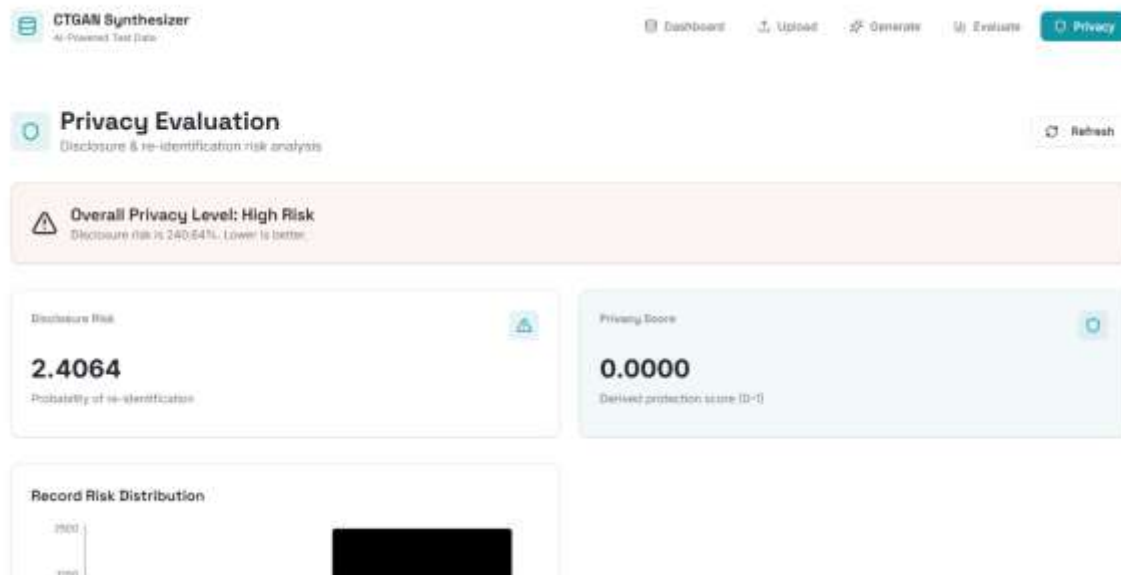 CTGAN Synthesizer
AI-Powered Test Data
Dashboard
Upload
Generate
Evaluate
Privacy
Privacy Evaluation
Disclosure & re-identification risk analysis
Refresh
Overall Privacy Level: High Risk
Disclosure risk is 240.64%. Lower is better.
Disclosure Risk
2.4064
Probability of re-identification
Privacy Score
0.0000
Derived protection score (0-1)
Record Risk Distribution